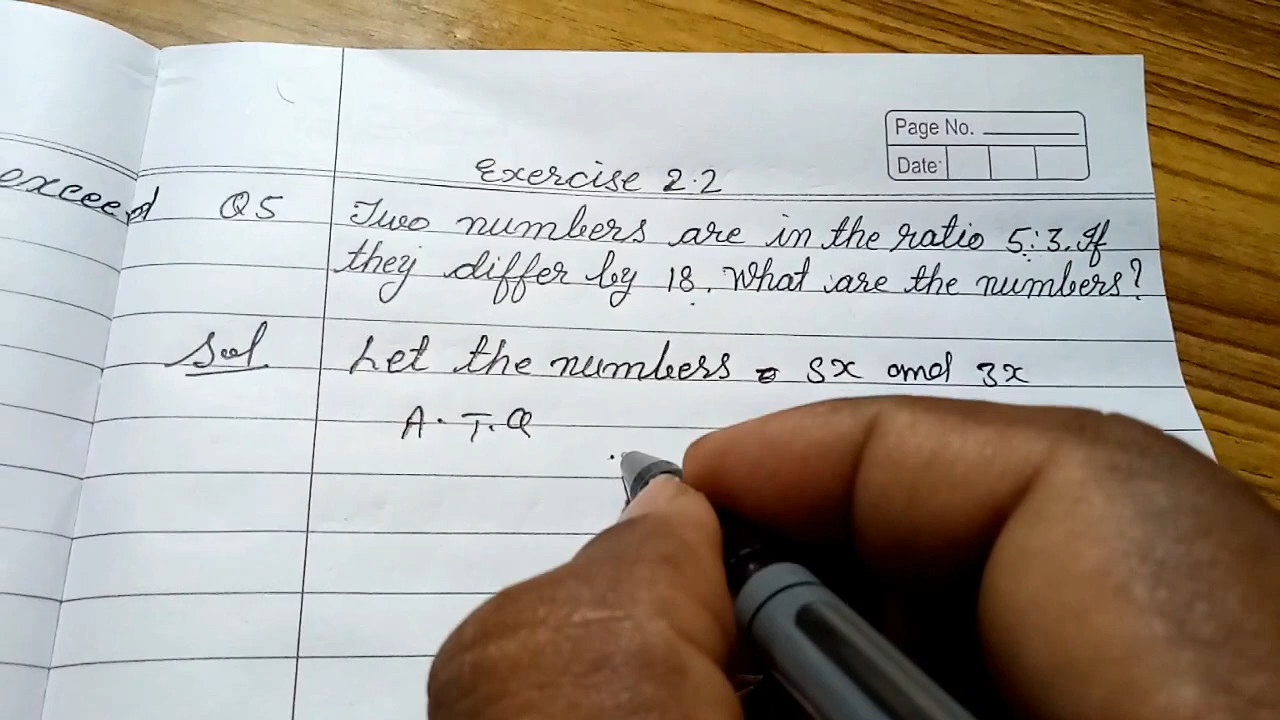 Page No.
Date:
Exercise 2.2
exceed
Q5 Two numbers are in the ratio 5:3. If
they differ by 18. What are the numbers?
Sol Let the numbers = 5x and 3x
A. T. Q